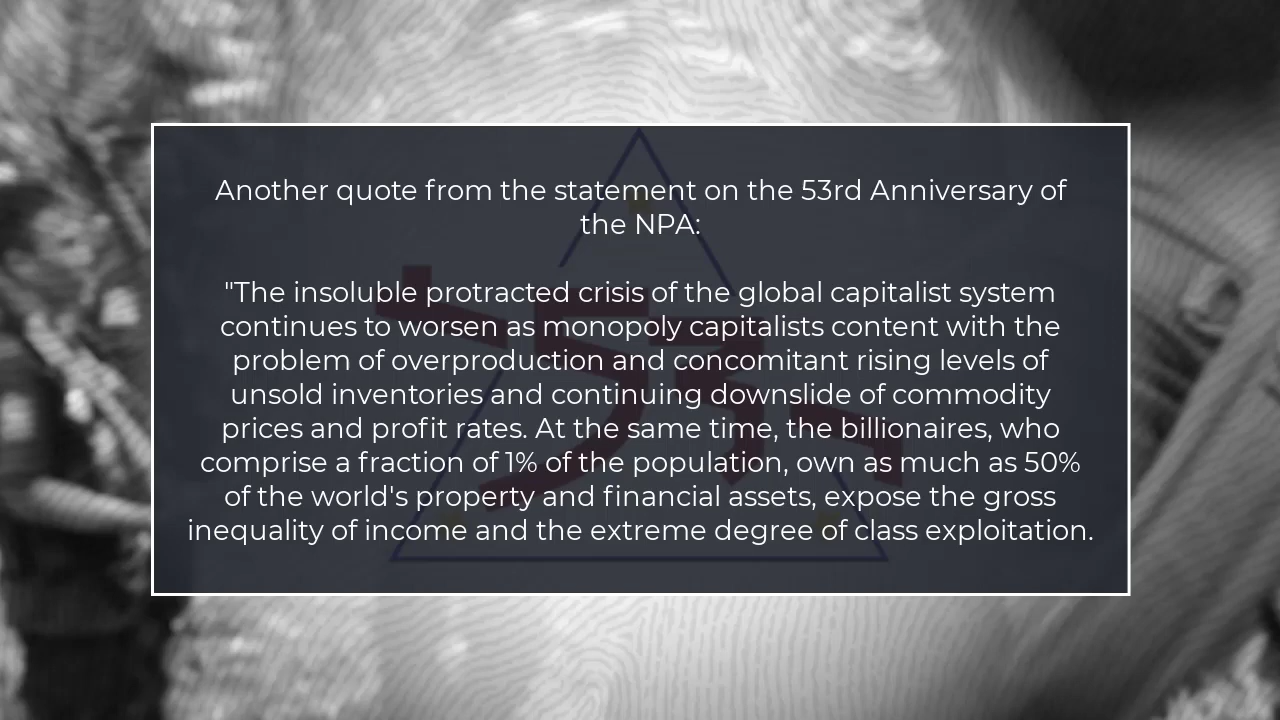 Another quote from the statement on the 53rd Anniversary of
the NPA:
"The insoluble protracted crisis of the global capitalist system
continues to worsen as monopoly capitalists content with the
problem of overproduction and concomitant rising levels of
unsold inventories and continuing downslide of commodity
prices and profit rates. At the same time, the billionaires, who
comprise a fraction of 1% of the population, own as much as 50%
of the world's property and financial assets, expose the gross
inequality of income and the extreme degree of class exploitation.